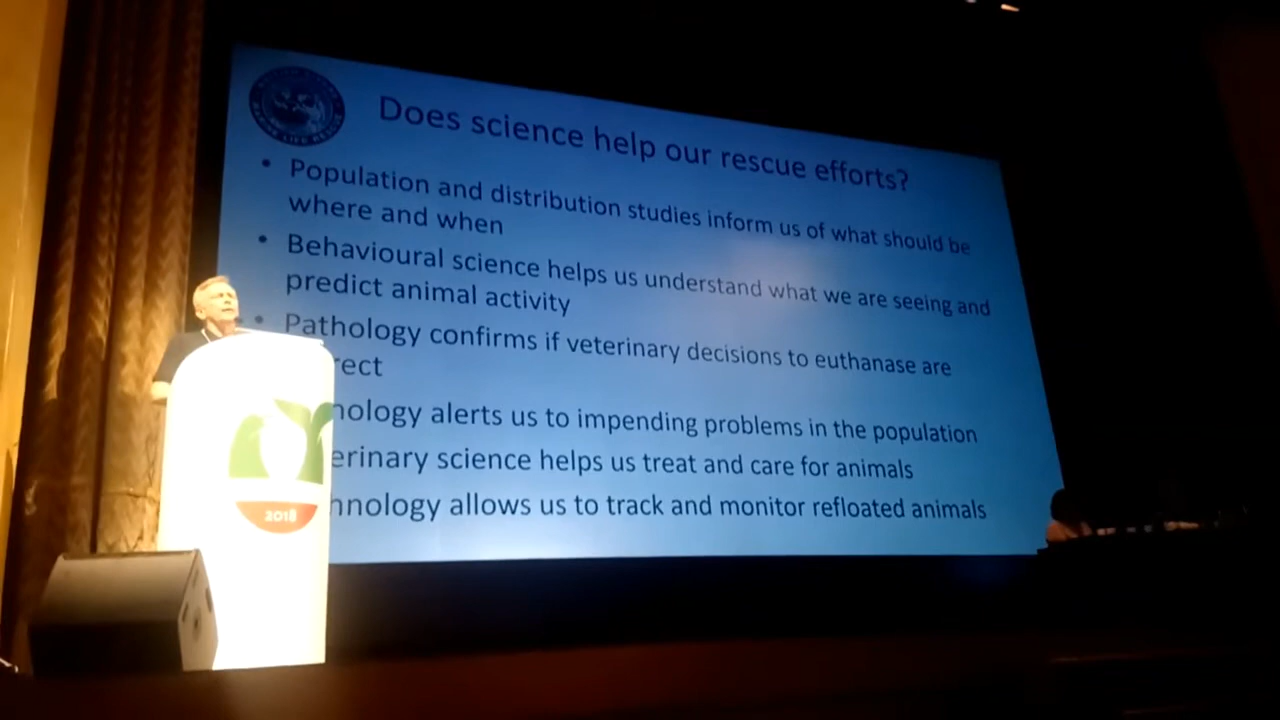 Does science help our rescue efforts?
• Population and distribution studies inform us of what should be
where and when
• Behavioural science helps us understand what we are seeing and
predict animal activity
• Pathology confirms if veterinary decisions to euthanase are
rect
nology alerts us to impending problems in the population
erinary science helps us treat and care for animals
hnology allows us to track and monitor refloated animals
2018